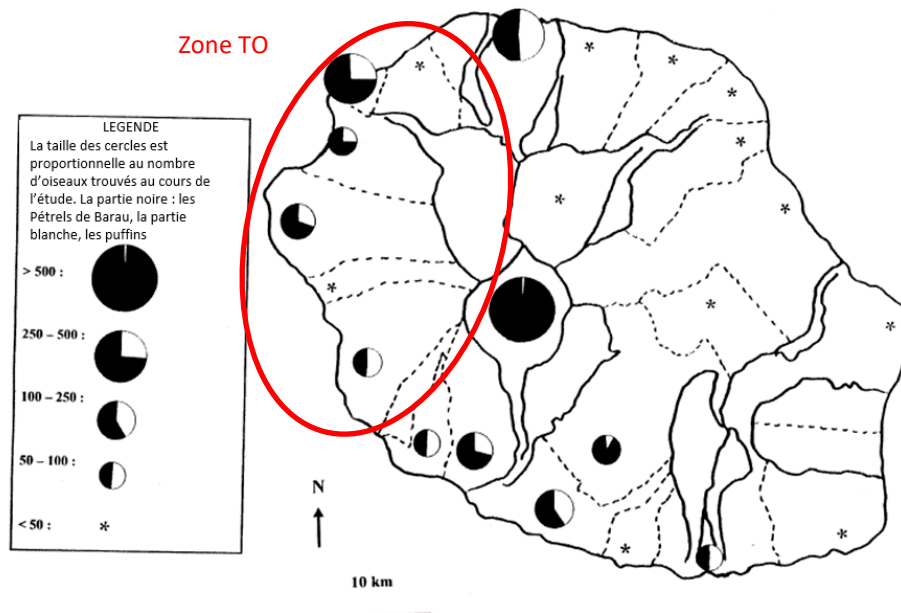 Zone TO
LEGENDE
La taille des cercles est
proportionnelle au nombre
d'oiseaux trouvés au cours de
l'étude. La partie noire : les
Pétrels de Barau, la partie
blanche, les puffins
> 500 :
250 – 500 :
100 – 250 :
50 – 100 :
< 50 : *
N
10 km